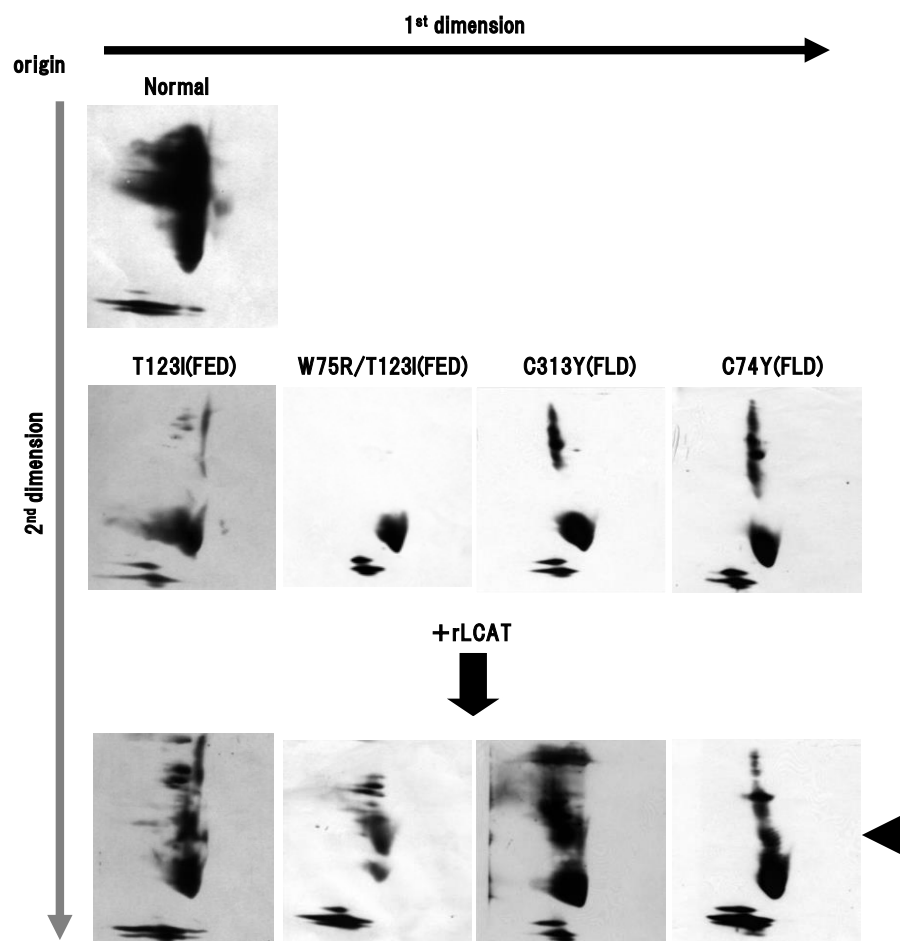 1st dimension
origin
Normal
T123I(FED)
W75R/T123I(FED)
C313Y(FLD)
C74Y(FLD)
2nd dimension
+rLCAT